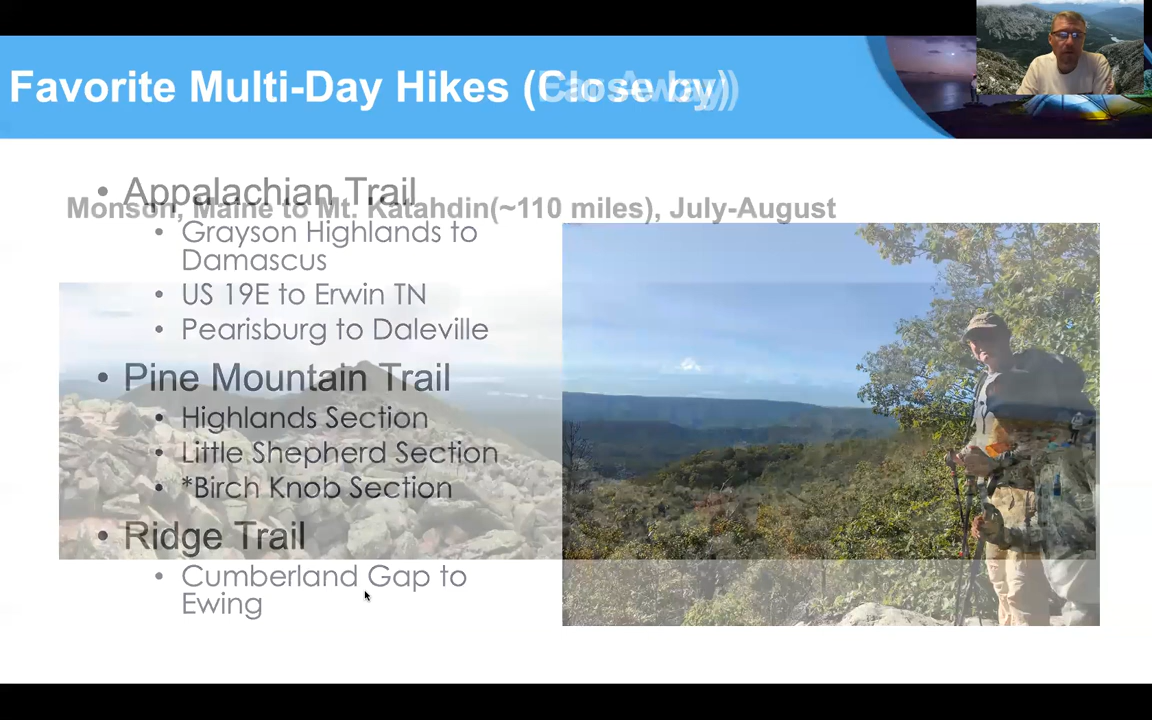 Favorite Multi-Day Hikes (Close by)
• Appalachian Trail
Monson, Maine to Mt. Katahdin(~110 miles), July-August
• Grayson Highlands to
Damascus
• US 19E to Erwin TN
• Pearisburg to Daleville
• Pine Mountain Trail
• Highlands Section
• Little Shepherd Section
• *Birch Knob Section
• Ridge Trail
• Cumberland Gap to
Ewing